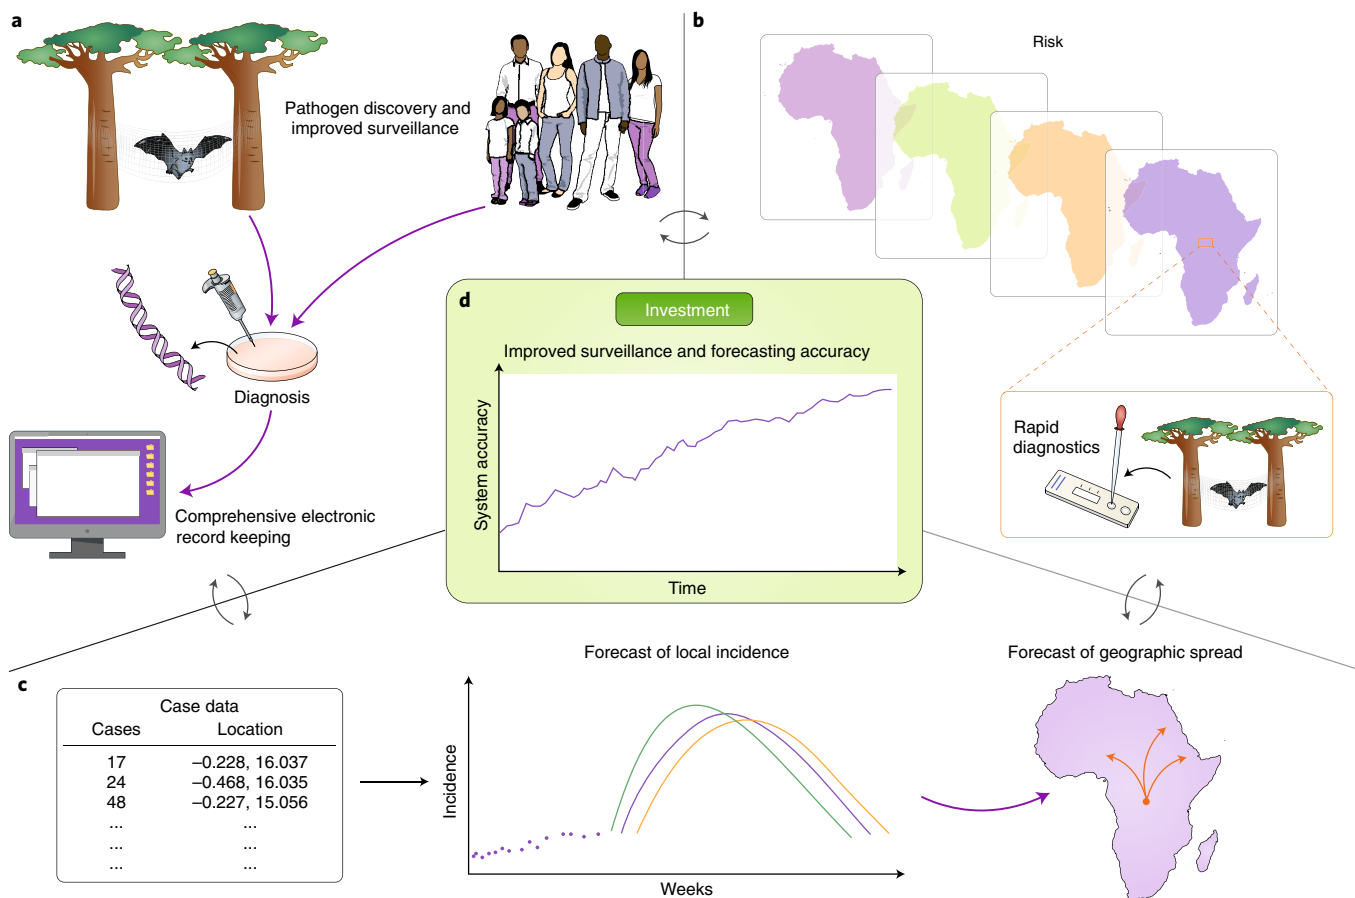 a
Pathogen discovery and
improved surveillance
Diagnosis
Comprehensive electronic
record keeping
b
Risk
Rapid
diagnostics
d
Investment
Improved surveillance and forecasting accuracy
System accuracy
Time
c
Case data
Cases Location
17 –0.228, 16.037
24 –0.468, 16.035
48 –0.227, 15.056
... ...
... ...
... ...
Forecast of local incidence
Incidence
Weeks
Forecast of geographic spread